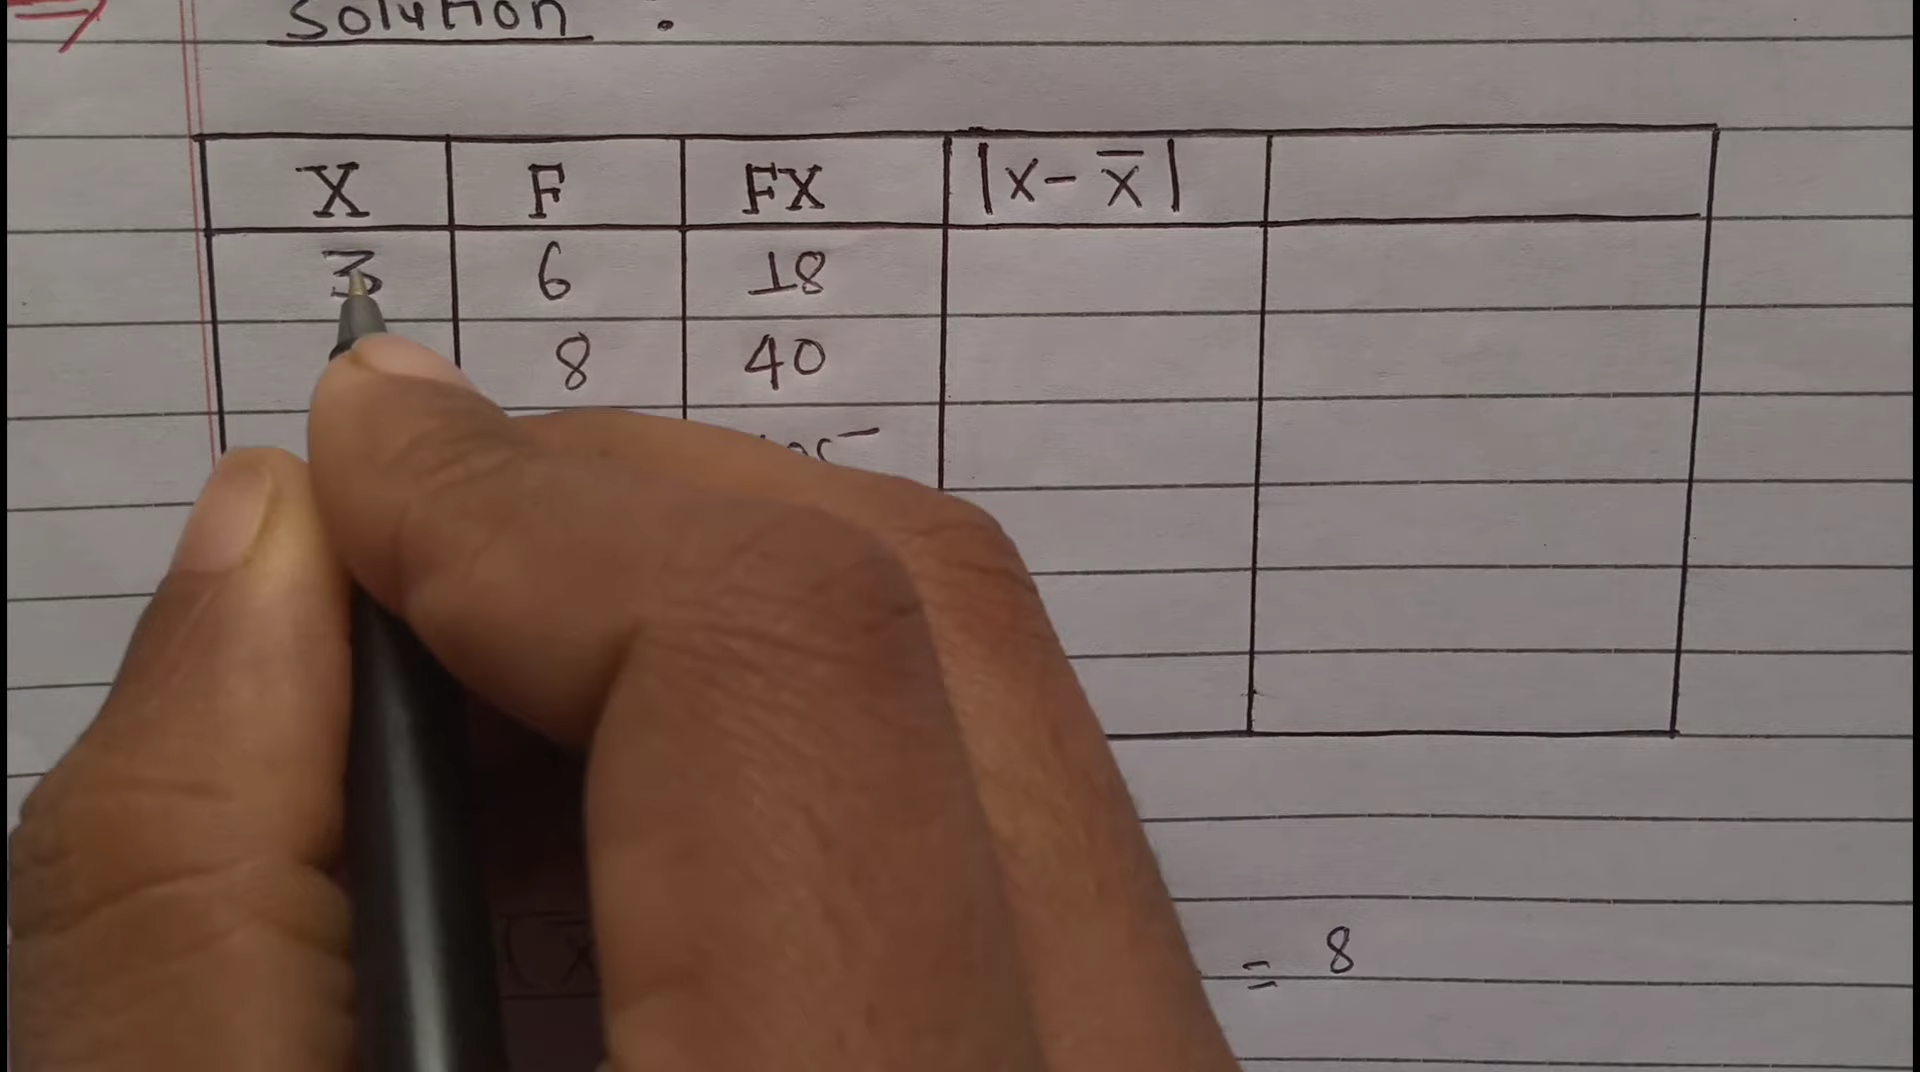 Solution :
X F FX |x - x̄|
3 6 18
8 40
(x̄
= 8